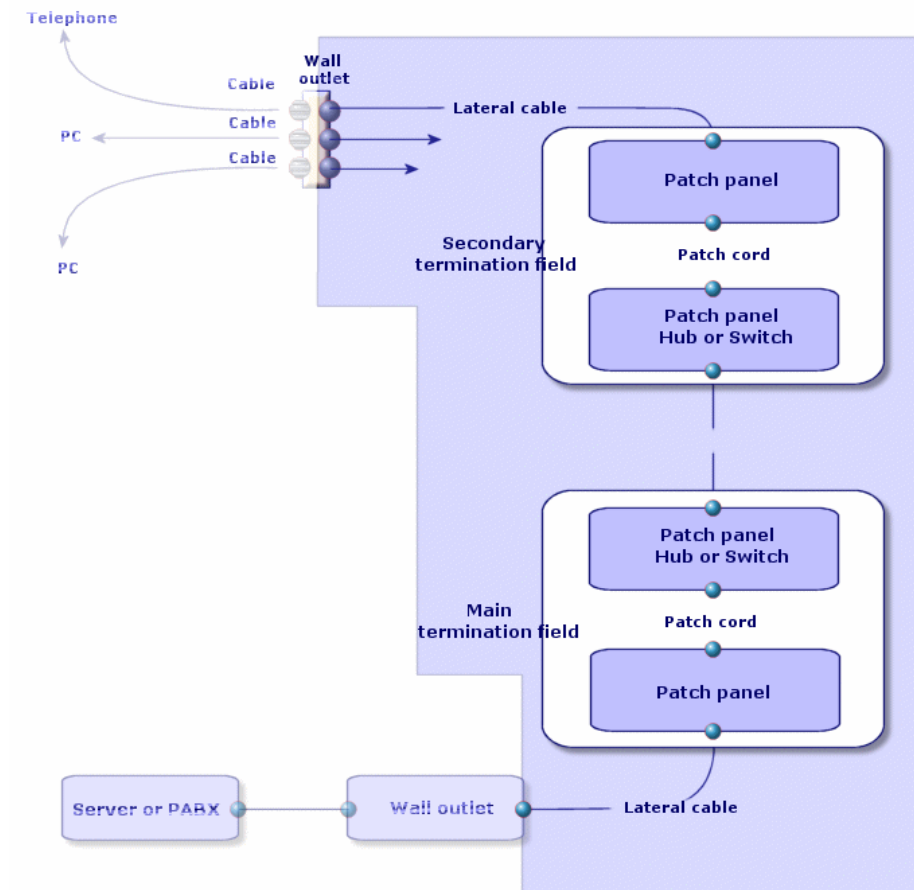 Telephone
Wall
outlet
Cable
Lateral cable
Cable
PC
Cable
Patch panel
Secondary
termination field
Patch cord
PC
Patch panel
Hub or Switch
Patch panel
Hub or Switch
Main
termination field
Patch cord
Patch panel
Server or PABX
Wall outlet
Lateral cable